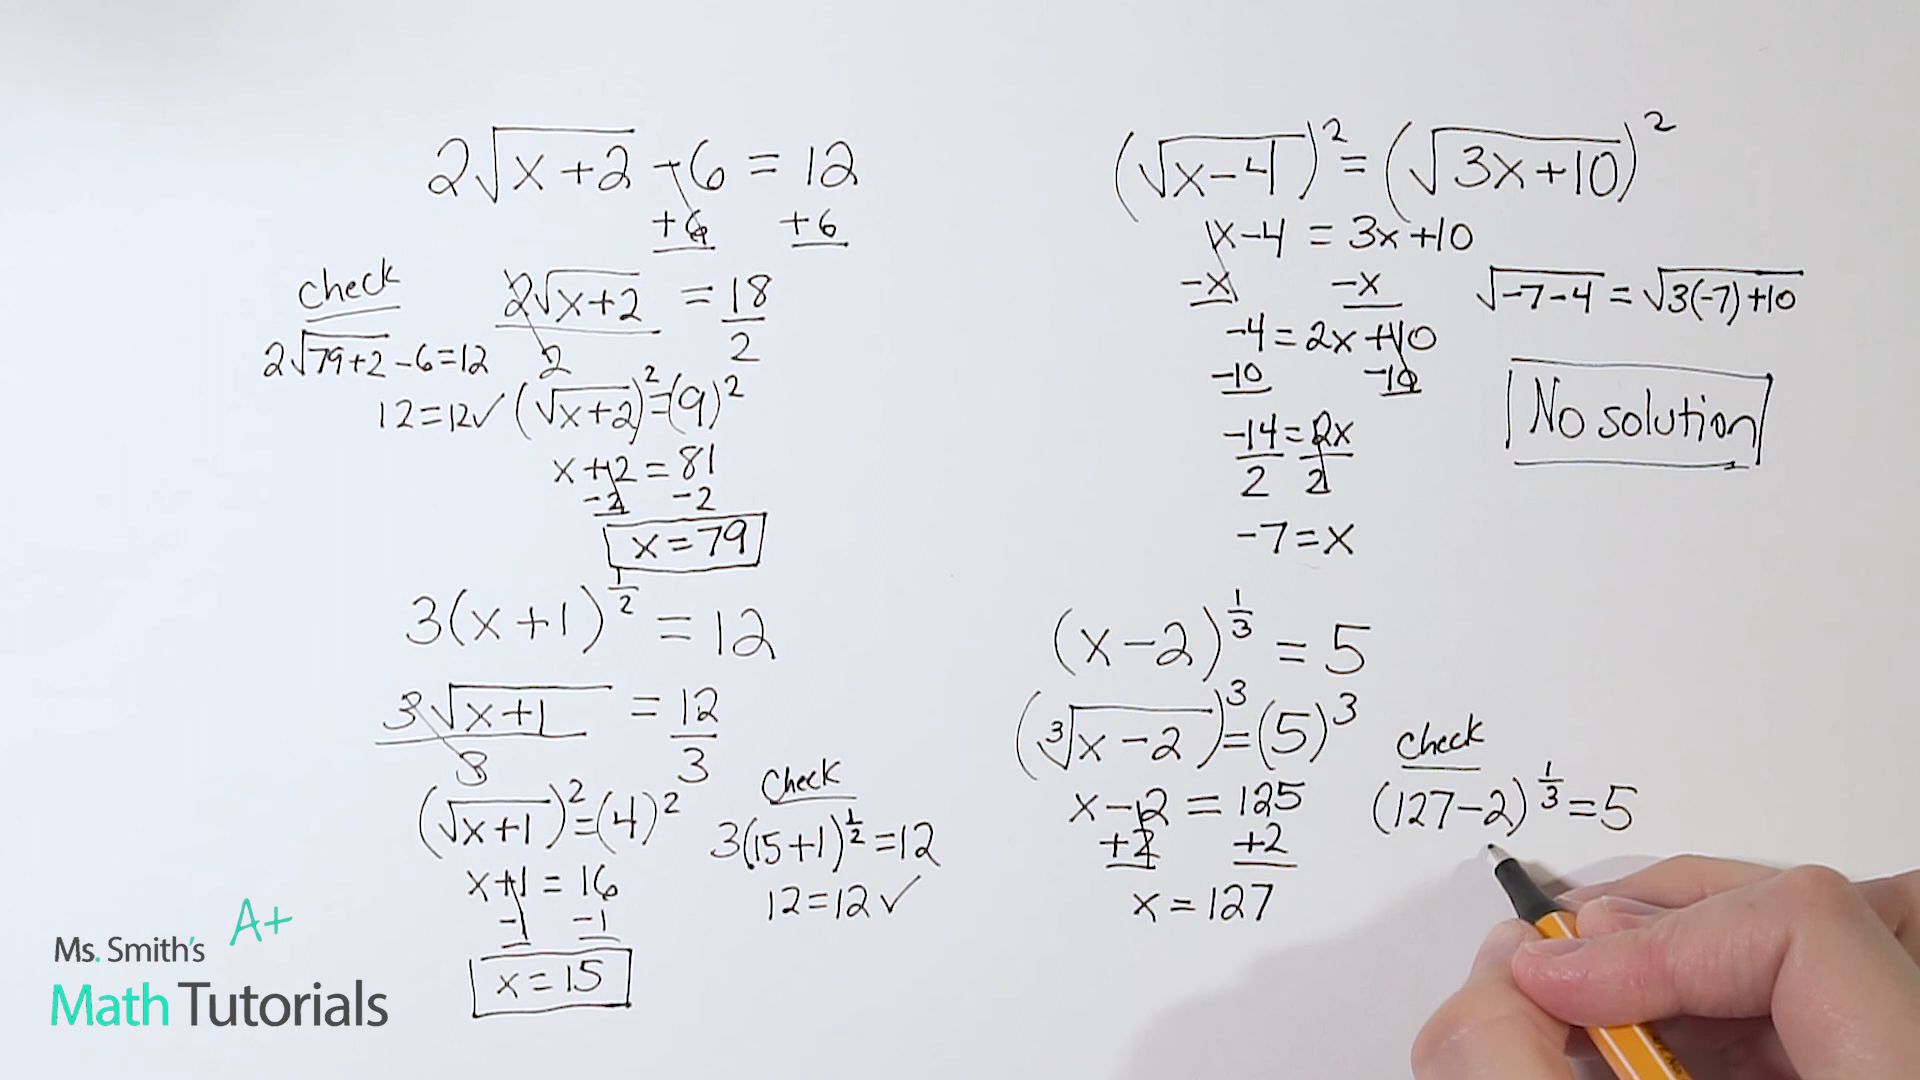 2√(x+2) - 6 = 12
+6 +6
2√(x+2) = 18
2 2
(√(x+2))² = (9)²
x+2 = 81
-2 -2
x = 79
check
2√(79+2) - 6 = 12
12 = 12 ✓
(√(x-4))² = (√(3x+10))²
x-4 = 3x+10
-x -x
-4 = 2x+10
-10 -10
-14 = 2x
2 2
-7 = x
√(-7-4) = √(3(-7)+10)
No solution
3(x+1)^(1/2) = 12
3√(x+1) = 12
3 3
(√(x+1))² = (4)²
x+1 = 16
-1 -1
x = 15
Check
3(15+1)^(1/2) = 12
12 = 12 ✓
(x-2)^(1/3) = 5
(³√(x-2))³ = (5)³
x-2 = 125
+2 +2
x = 127
Check
(127-2)^(1/3) = 5
A+
Ms. Smith's
Math Tutorials